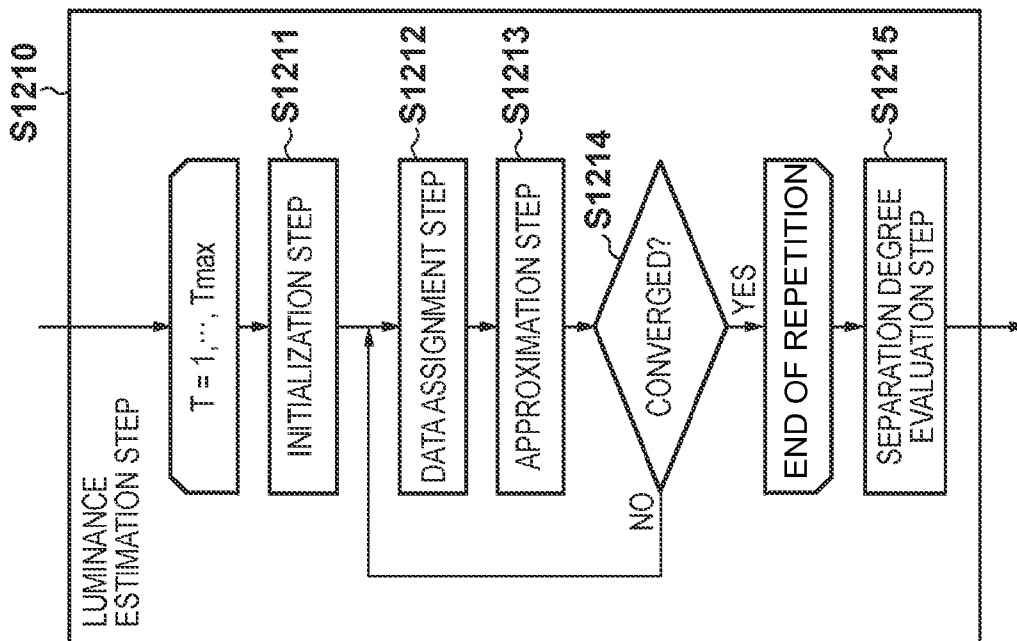 S1210
LUMINANCE
ESTIMATION STEP
T = 1, ···, Tmax
S1211
INITIALIZATION STEP
S1212
DATA ASSIGNMENT STEP
S1213
APPROXIMATION STEP
S1214
CONVERGED?
NO
YES
END OF REPETITION
S1215
SEPARATION DEGREE
EVALUATION STEP